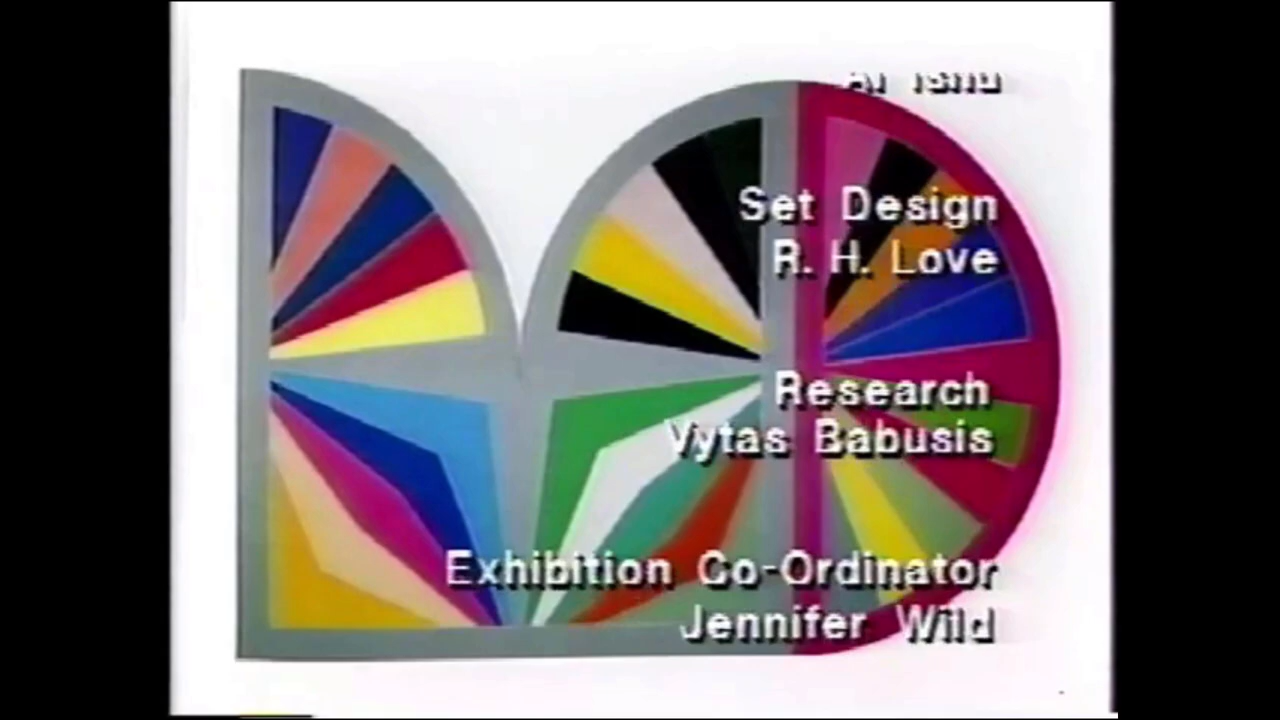 Set Design
R. H. Love
Research
Vytas Babusis
Exhibition Co-Ordinator
Jennifer Wild